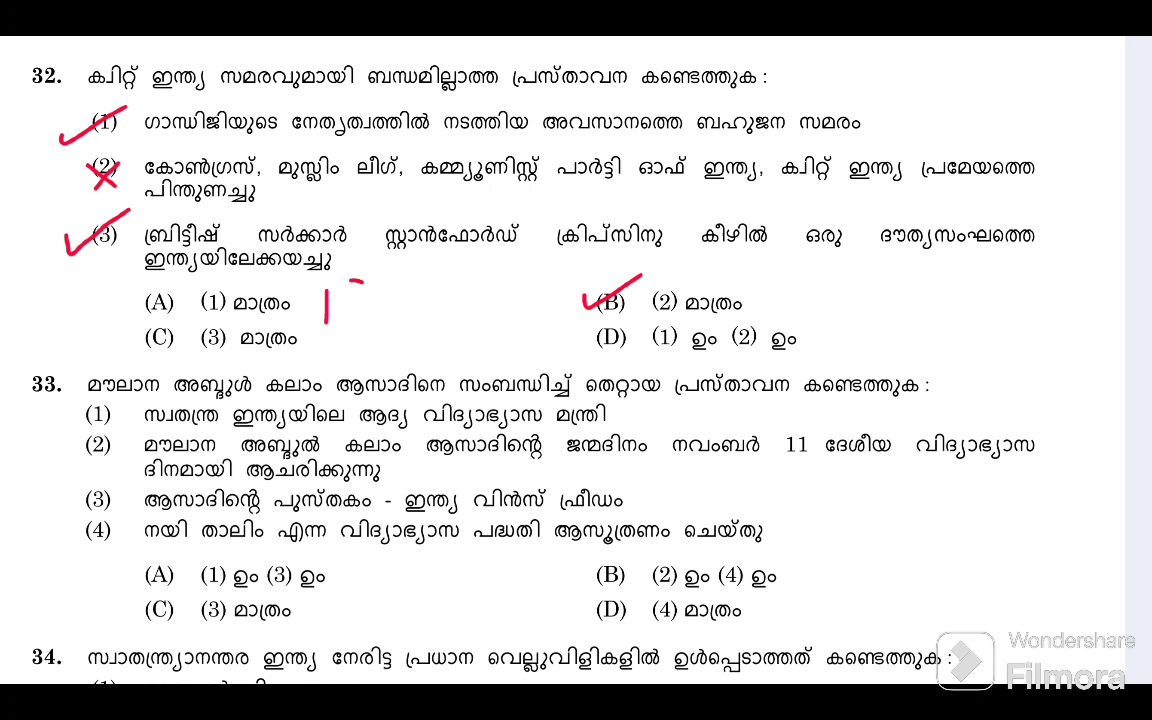 32. ക്വിറ്റ് ഇന്ത്യ സമരവുമായി ബന്ധമില്ലാത്ത പ്രസ്താവന കണ്ടെത്തുക :
(1) ഗാന്ധിജിയുടെ നേതൃത്വത്തിൽ നടത്തിയ അവസാനത്തെ ബഹുജന സമരം
(2) കോൺഗ്രസ്, മുസ്ലിം ലീഗ്, കമ്മ്യൂണിസ്റ്റ് പാർട്ടി ഓഫ് ഇന്ത്യ, ക്വിറ്റ് ഇന്ത്യ പ്രമേയത്തെ
പിന്തുണച്ചു
(3) ബ്രിട്ടീഷ് സർക്കാർ സ്റ്റാൻഫോർഡ് ക്രിപ്സിനു കീഴിൽ ഒരു ദൗത്യസംഘത്തെ
ഇന്ത്യയിലേക്കയച്ചു
(A) (1) മാത്രം (B) (2) മാത്രം
(C) (3) മാത്രം (D) (1) ഉം (2) ഉം
33. മൗലാന അബ്ദുൾ കലാം ആസാദിനെ സംബന്ധിച്ച് തെറ്റായ പ്രസ്താവന കണ്ടെത്തുക :
(1) സ്വതന്ത്ര ഇന്ത്യയിലെ ആദ്യ വിദ്യാഭ്യാസ മന്ത്രി
(2) മൗലാന അബ്ദുൽ കലാം ആസാദിന്റെ ജന്മദിനം നവംബർ 11 ദേശീയ വിദ്യാഭ്യാസ
ദിനമായി ആചരിക്കുന്നു
(3) ആസാദിന്റെ പുസ്തകം - ഇന്ത്യ വിൻസ് ഫ്രീഡം
(4) നയി താലിം എന്ന വിദ്യാഭ്യാസ പദ്ധതി ആസൂത്രണം ചെയ്തു
(A) (1) ഉം (3) ഉം (B) (2) ഉം (4) ഉം
(C) (3) മാത്രം (D) (4) മാത്രം
34. സ്വാതന്ത്ര്യാനന്തര ഇന്ത്യ നേരിട്ട പ്രധാന വെല്ലുവിളികളിൽ ഉൾപ്പെടാത്തത് കണ്ടെത്തുക :
Wondershare
Filmora